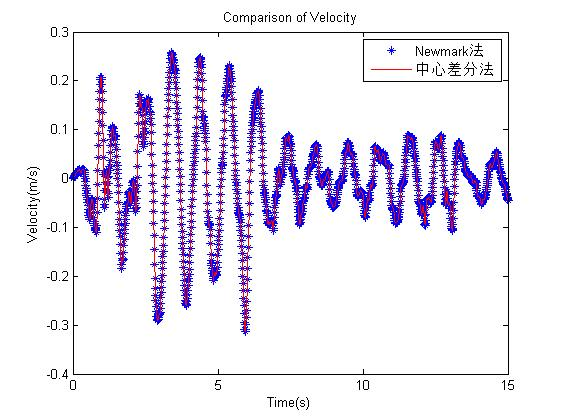 Comparison of Velocity
0.3
0.2
0.1
0
-0.1
-0.2
-0.3
-0.4
Velocity(m/s)
Newmark法
中心差分法
0
5
10
15
Time(s)